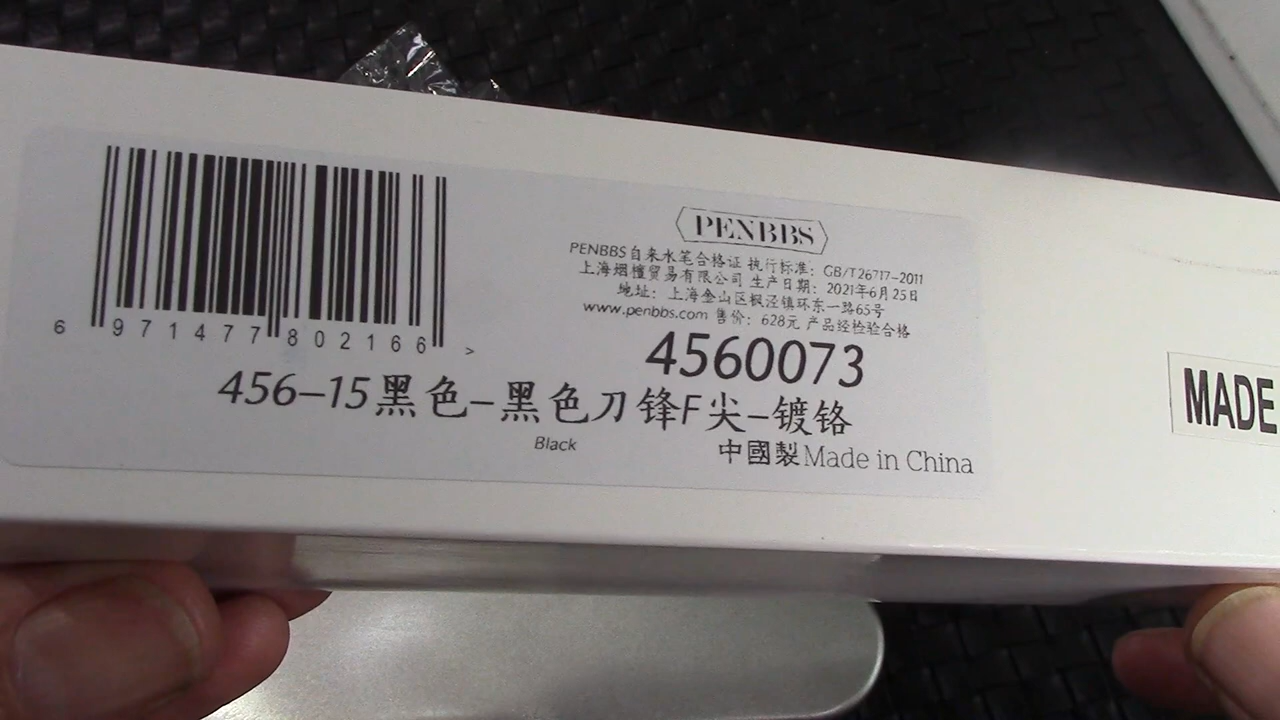 PENBBS
PENBBS自来水笔合格证 执行标准：GB/T26717-2011
上海烟檀贸易有限公司 生产日期：2021年6月25日
地址：上海金山区枫泾镇环东一路65号
www.penbbs.com 售价：628元 产品经检验合格
6 971477 802166 >
4560073
456-15黑色-黑色刀锋F尖-镀铬
Black
中國製Made in China
MADE